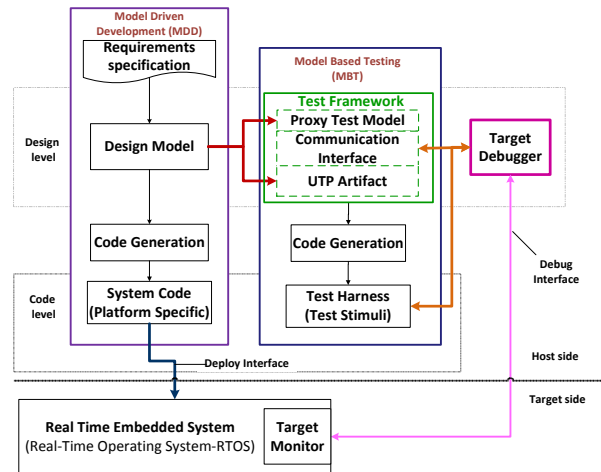 Model Driven
Development (MDD)
Requirements
specification
Model Based Testing
(MBT)
Test Framework
Proxy Test Model
Communication
Interface
UTP Artifact
Design
level
Design Model
Target
Debugger
Code Generation
Code Generation
Debug
Interface
Code
level
System Code
(Platform Specific)
Test Harness
(Test Stimuli)
Deploy Interface
Host side
Target side
Real Time Embedded System
(Real-Time Operating System-RTOS)
Target
Monitor